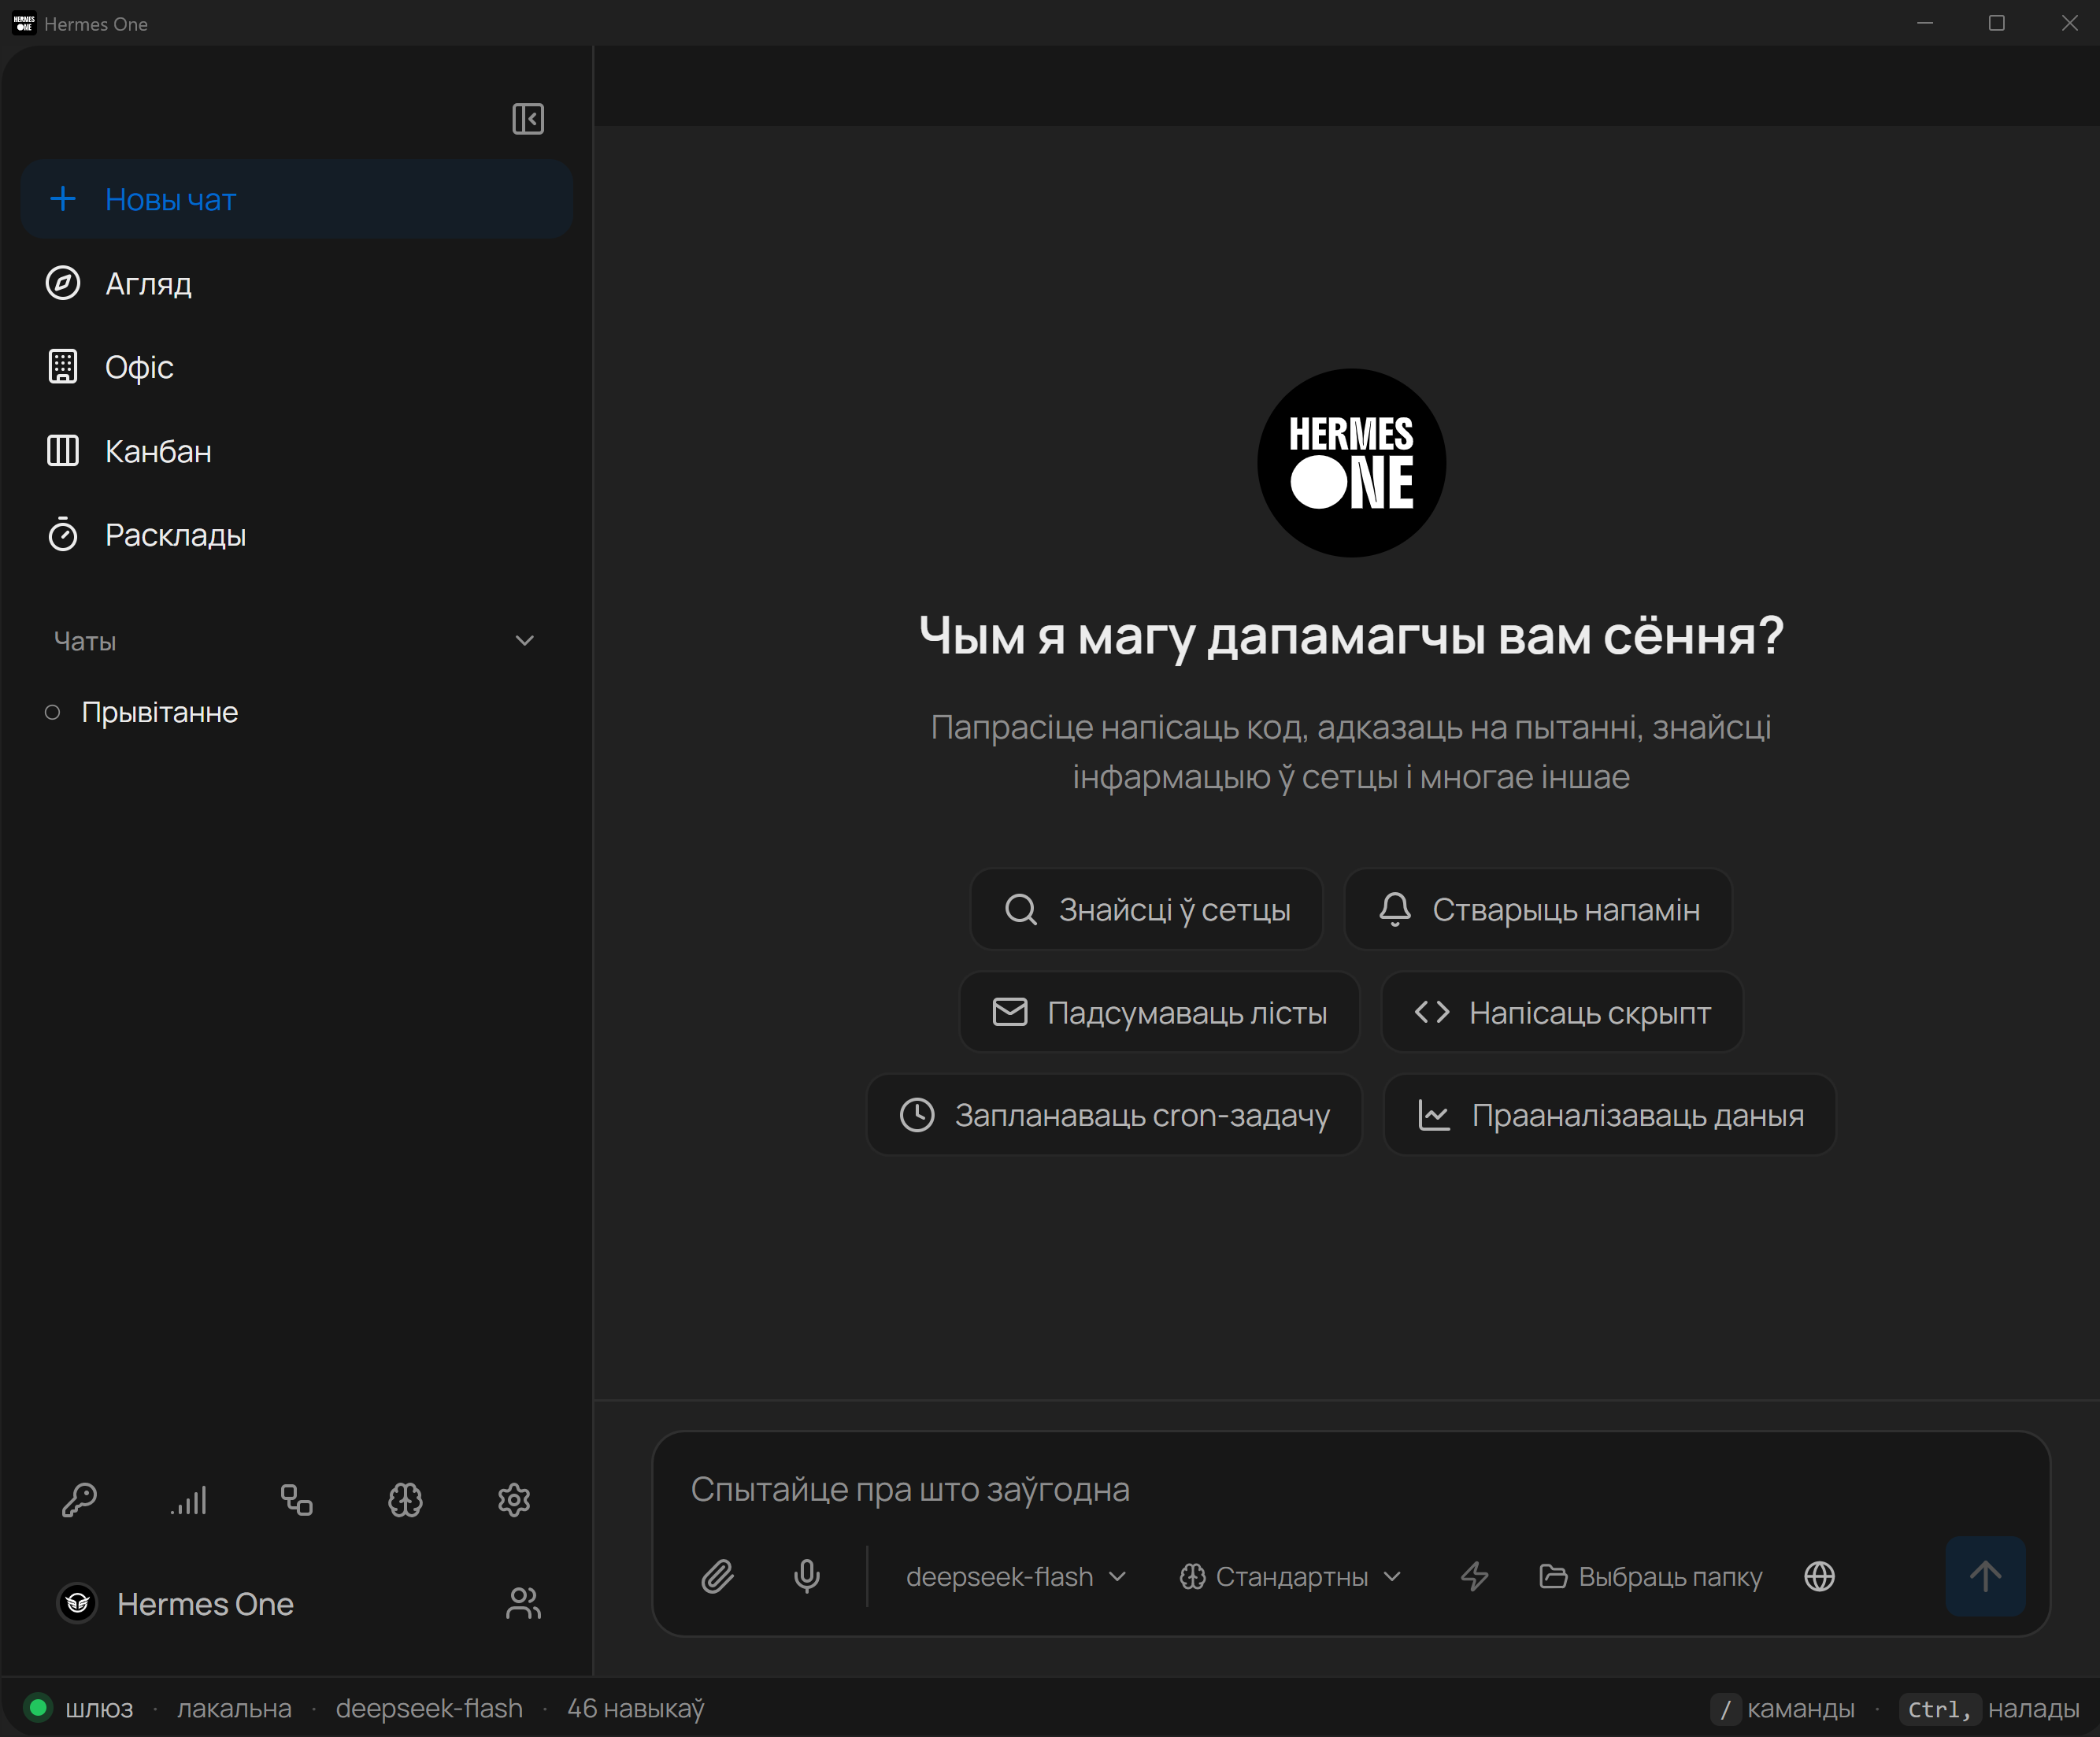 HERMES ONE Hermes One
Новы чат
Агляд
Офіс
Канбан
Расклады
Чаты
Прывітанне
Hermes One
HERMES
ONE
Чым я магу дапамагчы вам сёння?
Папрасіце напісаць код, адказаць на пытанні, знайсці
інфармацыю ў сетцы і многае іншае
Знайсці ў сетцы
Стварыць напамін
Падсумаваць лісты
Напісаць скрыпт
Запланаваць cron-задачу
Прааналізаваць даныя
Спытайце пра што заўгодна
deepseek-flash Стандартны Выбраць папку
шлюз · лакальна · deepseek-flash · 46 навыкаў
/ каманды · Ctrl, налады